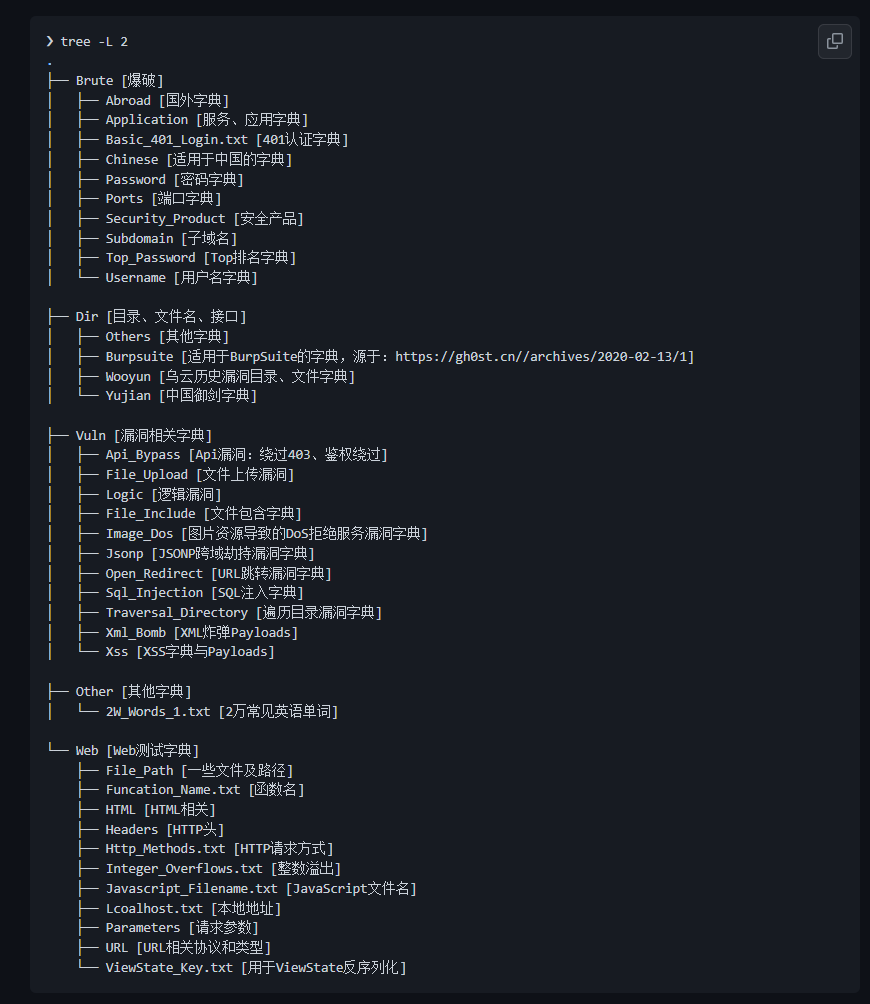 ❯ tree -L 2
.
├── Brute [爆破]
│   ├── Abroad [国外字典]
│   ├── Application [服务、应用字典]
│   ├── Basic_401_Login.txt [401认证字典]
│   ├── Chinese [适用于中国的字典]
│   ├── Password [密码字典]
│   ├── Ports [端口字典]
│   ├── Security_Product [安全产品]
│   ├── Subdomain [子域名]
│   ├── Top_Password [Top排名字典]
│   └── Username [用户名字典]

├── Dir [目录、文件名、接口]
│   ├── Others [其他字典]
│   ├── Burpsuite [适用于BurpSuite的字典，源于：https://gh0st.cn//archives/2020-02-13/1]
│   ├── Wooyun [乌云历史漏洞目录、文件字典]
│   └── Yujian [中国御剑字典]

├── Vuln [漏洞相关字典]
│   ├── Api_Bypass [Api漏洞：绕过403、鉴权绕过]
│   ├── File_Upload [文件上传漏洞]
│   ├── Logic [逻辑漏洞]
│   ├── File_Include [文件包含字典]
│   ├── Image_Dos [图片资源导致的DoS拒绝服务漏洞字典]
│   ├── Jsonp [JSONP跨域劫持漏洞字典]
│   ├── Open_Redirect [URL跳转漏洞字典]
│   ├── Sql_Injection [SQL注入字典]
│   ├── Traversal_Directory [遍历目录漏洞字典]
│   ├── Xml_Bomb [XML炸弹Payloads]
│   └── Xss [XSS字典与Payloads]

├── Other [其他字典]
│   └── 2W_Words_1.txt [2万常见英语单词]

└── Web [Web测试字典]
    ├── File_Path [一些文件及路径]
    ├── Funcation_Name.txt [函数名]
    ├── HTML [HTML相关]
    ├── Headers [HTTP头]
    ├── Http_Methods.txt [HTTP请求方式]
    ├── Integer_Overflows.txt [整数溢出]
    ├── Javascript_Filename.txt [JavaScript文件名]
    ├── Lcoalhost.txt [本地地址]
    ├── Parameters [请求参数]
    ├── URL [URL相关协议和类型]
    └── ViewState_Key.txt [用于ViewState反序列化]